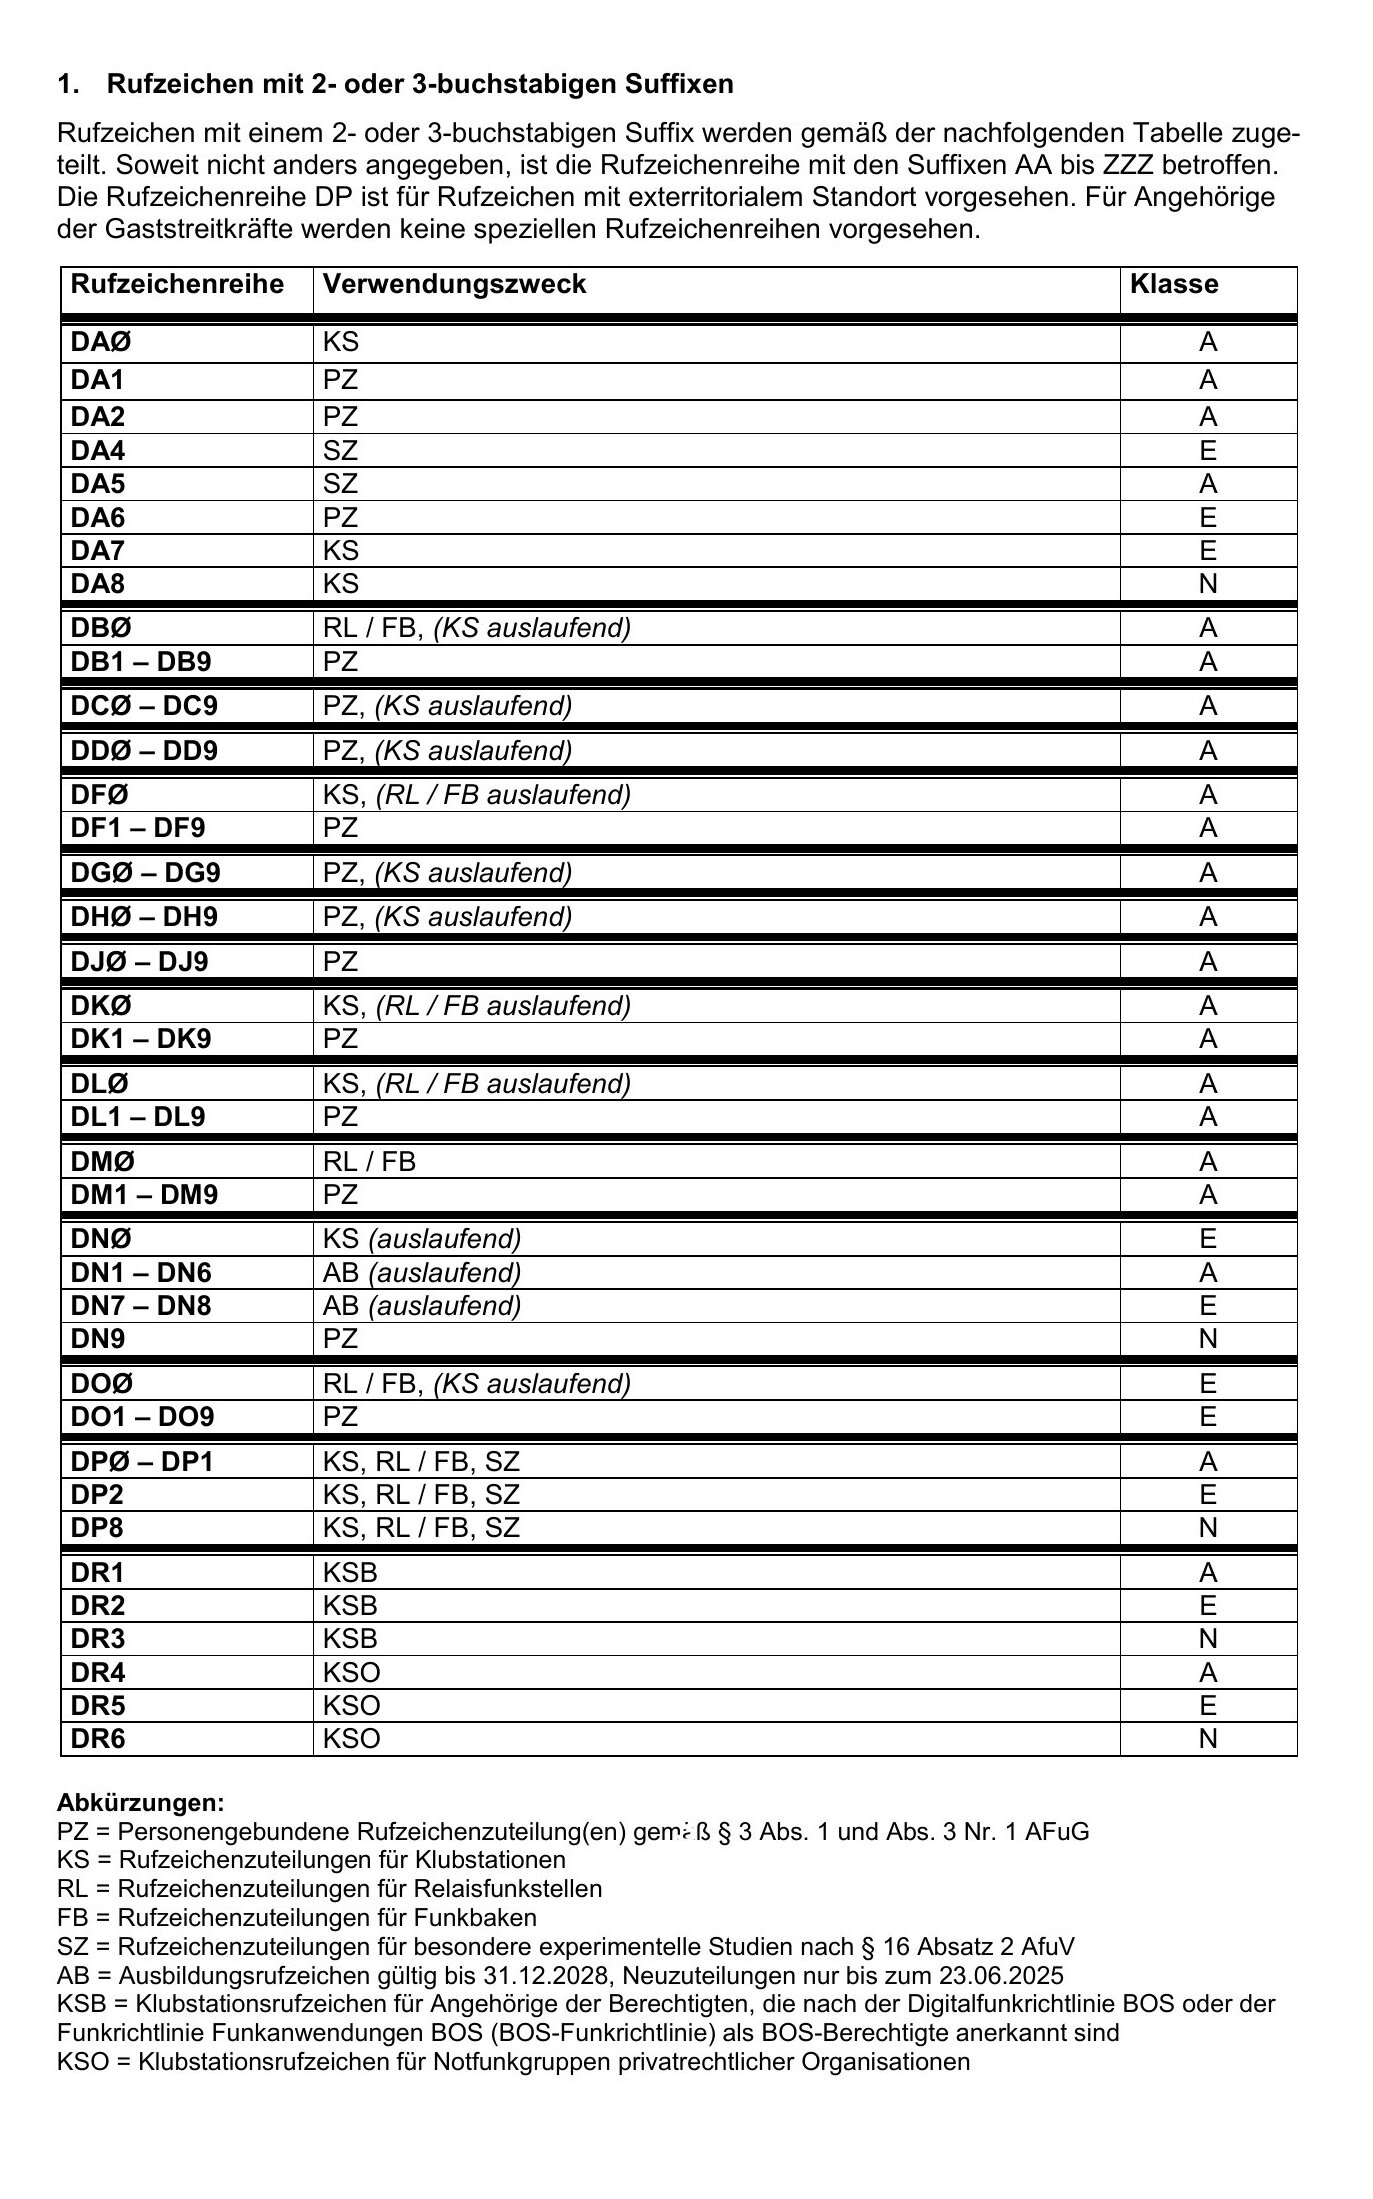 1. Rufzeichen mit 2- oder 3-buchstabigen Suffixen
Rufzeichen mit einem 2- oder 3-buchstabigen Suffix werden gemäß der nachfolgenden Tabelle zuge-
teilt. Soweit nicht anders angegeben, ist die Rufzeichenreihe mit den Suffixen AA bis ZZZ betroffen.
Die Rufzeichenreihe DP ist für Rufzeichen mit exterritorialem Standort vorgesehen. Für Angehörige
der Gaststreitkräfte werden keine speziellen Rufzeichenreihen vorgesehen.
Rufzeichenreihe Verwendungszweck Klasse
DAØ KS A
DA1 PZ A
DA2 PZ A
DA4 SZ E
DA5 SZ A
DA6 PZ E
DA7 KS E
DA8 KS N
DBØ RL / FB, (KS auslaufend) A
DB1 – DB9 PZ A
DCØ – DC9 PZ, (KS auslaufend) A
DDØ – DD9 PZ, (KS auslaufend) A
DFØ KS, (RL / FB auslaufend) A
DF1 – DF9 PZ A
DGØ – DG9 PZ, (KS auslaufend) A
DHØ – DH9 PZ, (KS auslaufend) A
DJØ – DJ9 PZ A
DKØ KS, (RL / FB auslaufend) A
DK1 – DK9 PZ A
DLØ KS, (RL / FB auslaufend) A
DL1 – DL9 PZ A
DMØ RL / FB A
DM1 – DM9 PZ A
DNØ KS (auslaufend) E
DN1 – DN6 AB (auslaufend) A
DN7 – DN8 AB (auslaufend) E
DN9 PZ N
DOØ RL / FB, (KS auslaufend) E
DO1 – DO9 PZ E
DPØ – DP1 KS, RL / FB, SZ A
DP2 KS, RL / FB, SZ E
DP8 KS, RL / FB, SZ N
DR1 KSB A
DR2 KSB E
DR3 KSB N
DR4 KSO A
DR5 KSO E
DR6 KSO N
Abkürzungen:
PZ = Personengebundene Rufzeichenzuteilung(en) gemäß § 3 Abs. 1 und Abs. 3 Nr. 1 AFuG
KS = Rufzeichenzuteilungen für Klubstationen
RL = Rufzeichenzuteilungen für Relaisfunkstellen
FB = Rufzeichenzuteilungen für Funkbaken
SZ = Rufzeichenzuteilungen für besondere experimentelle Studien nach § 16 Absatz 2 AfuV
AB = Ausbildungsrufzeichen gültig bis 31.12.2028, Neuzuteilungen nur bis zum 23.06.2025
KSB = Klubstationsrufzeichen für Angehörige der Berechtigten, die nach der Digitalfunkrichtlinie BOS oder der
Funkrichtlinie Funkanwendungen BOS (BOS-Funkrichtlinie) als BOS-Berechtigte anerkannt sind
KSO = Klubstationsrufzeichen für Notfunkgruppen privatrechtlicher Organisationen